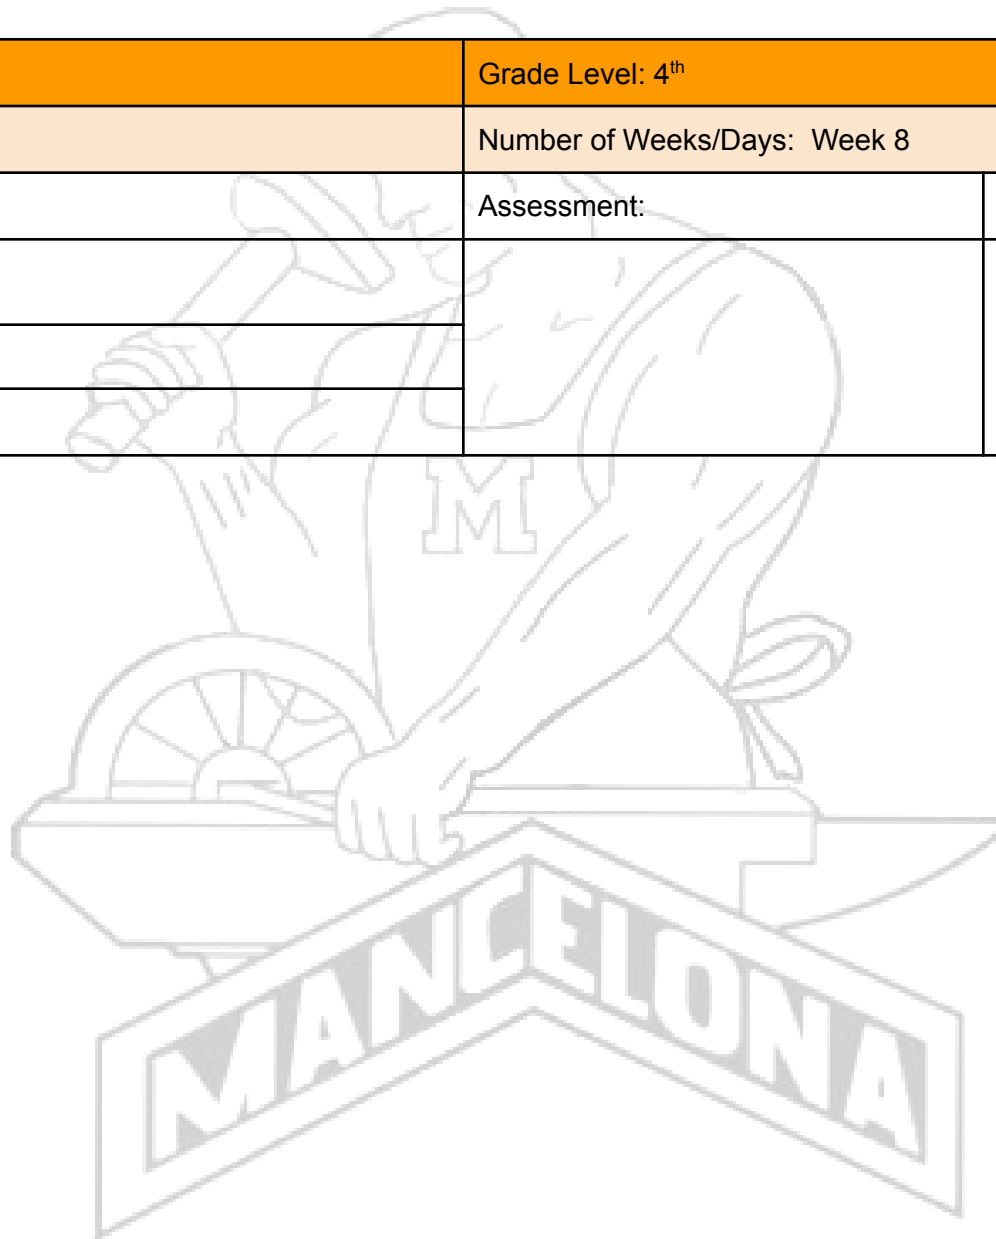 Grade Level: 4th
Number of Weeks/Days: Week 8
Assessment:
M
MANCELONA